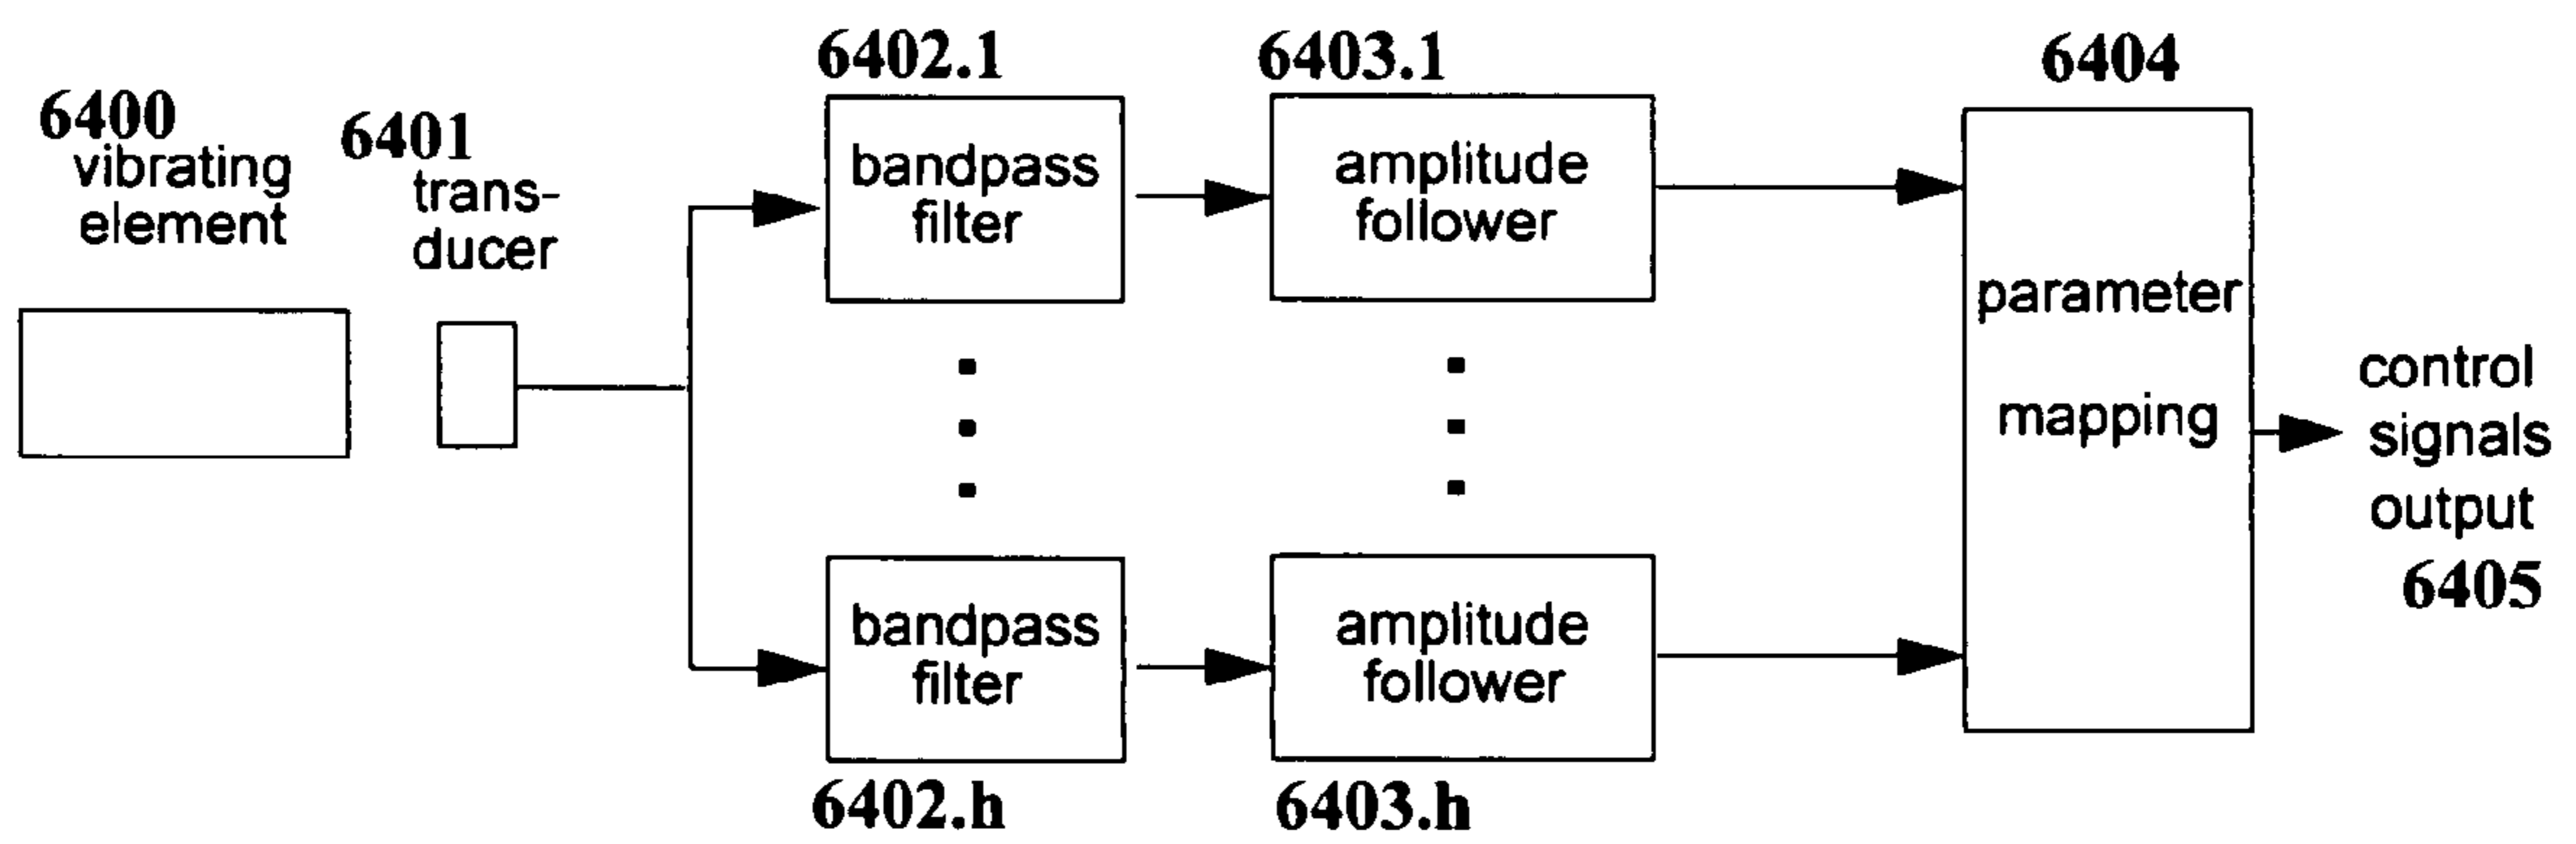 6400
vibrating
element
6401
trans-
ducer
6402.1
bandpass
filter
6403.1
amplitude
follower
6404
parameter
mapping
control
signals
output
6405
bandpass
filter
6402.h
amplitude
follower
6403.h